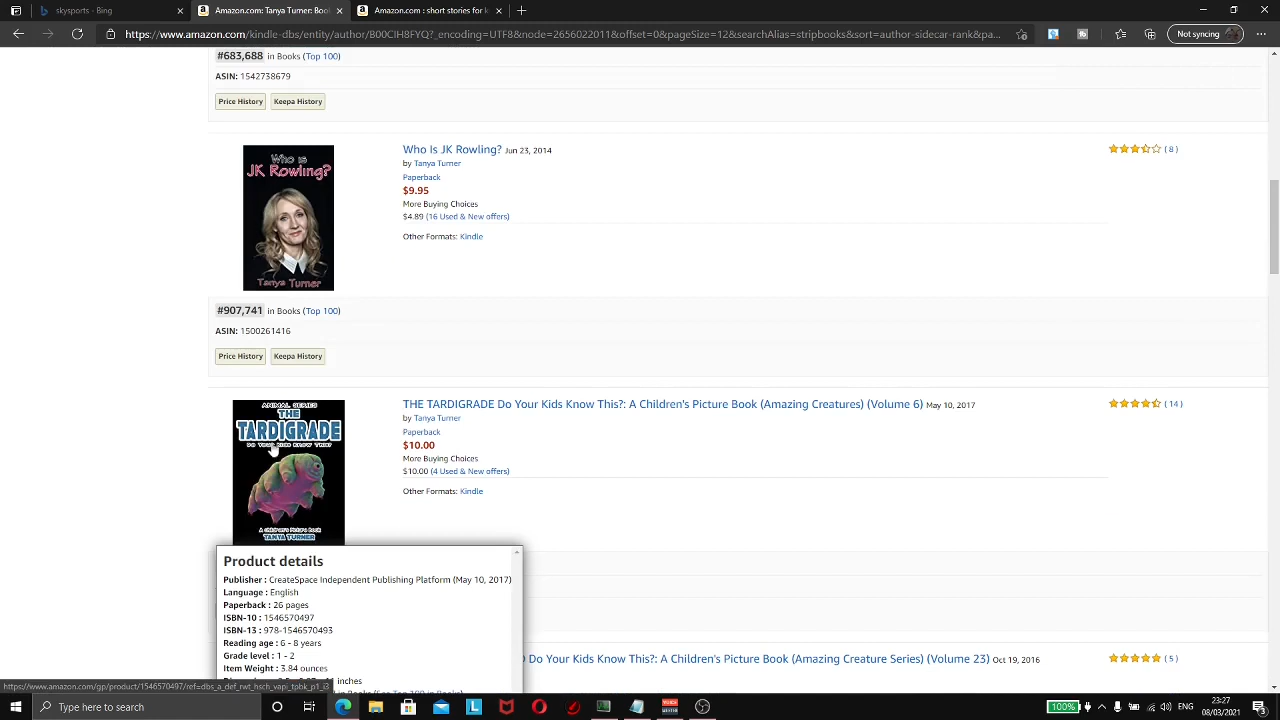 skysports - Bing
Amazon.com: Tanya Turner: book
Amazon.com: short stories for k
https://www.amazon.com/dbs/entity/author/B00CIH8FYQ?_encoding=UTF8&node=2656022011&offset=0&pageSize=12&searchAlias=stripbooks&sort=author-sidecar-rank&pa...
Not syncing
#683,688 in Books (Top 100)
ASIN: 1542738679
Price History
Keepa History
Who is
JK Rowling?
Tanya Turner
Who Is JK Rowling? Jun 23, 2014
by Tanya Turner
Paperback
$9.95
More Buying Choices
$4.89 (16 Used & New offers)
Other Formats: Kindle
( 8 )
#907,741 in Books (Top 100)
ASIN: 1500261416
Price History
Keepa History
ANIMAL SERIES
THE
TARDIGRADE
DO YOUR KIDS KNOW THIS?
A Children's Picture Book
TANYA TURNER
THE TARDIGRADE Do Your Kids Know This?: A Children's Picture Book (Amazing Creatures) (Volume 6) May 10, 2017
by Tanya Turner
Paperback
$10.00
More Buying Choices
$10.00 (4 Used & New offers)
Other Formats: Kindle
( 14 )
Product details
Publisher : CreateSpace Independent Publishing Platform (May 10, 2017)
Language : English
Paperback : 26 pages
ISBN-10 : 1546570497
ISBN-13 : 978-1546570493
Reading age : 6 - 8 years
Grade level : 1 - 2
Item Weight : 3.84 ounces
inches
Do Your Kids Know This?: A Children's Picture Book (Amazing Creature Series) (Volume 23) Oct 19, 2016
( 5 )
https://www.amazon.com/gp/product/1546570497/ref=dbs_a_def_rwt_hsch_vapi_tpbk_p1_i3
Type here to search
100%
ENG
23:27
08/03/2021